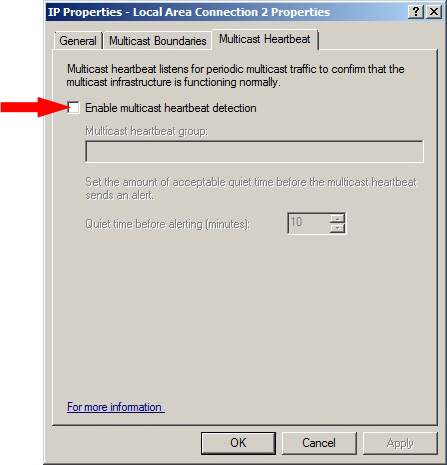 IP Properties - Local Area Connection 2 Properties
General Multicast Boundaries Multicast Heartbeat
Multicast heartbeat listens for periodic multicast traffic to confirm that the
multicast infrastructure is functioning normally.
Enable multicast heartbeat detection
Multicast heartbeat group:
Set the amount of acceptable quiet time before the multicast heartbeat
sends an alert.
Quiet time before alerting (minutes): 10
For more information
OK Cancel Apply